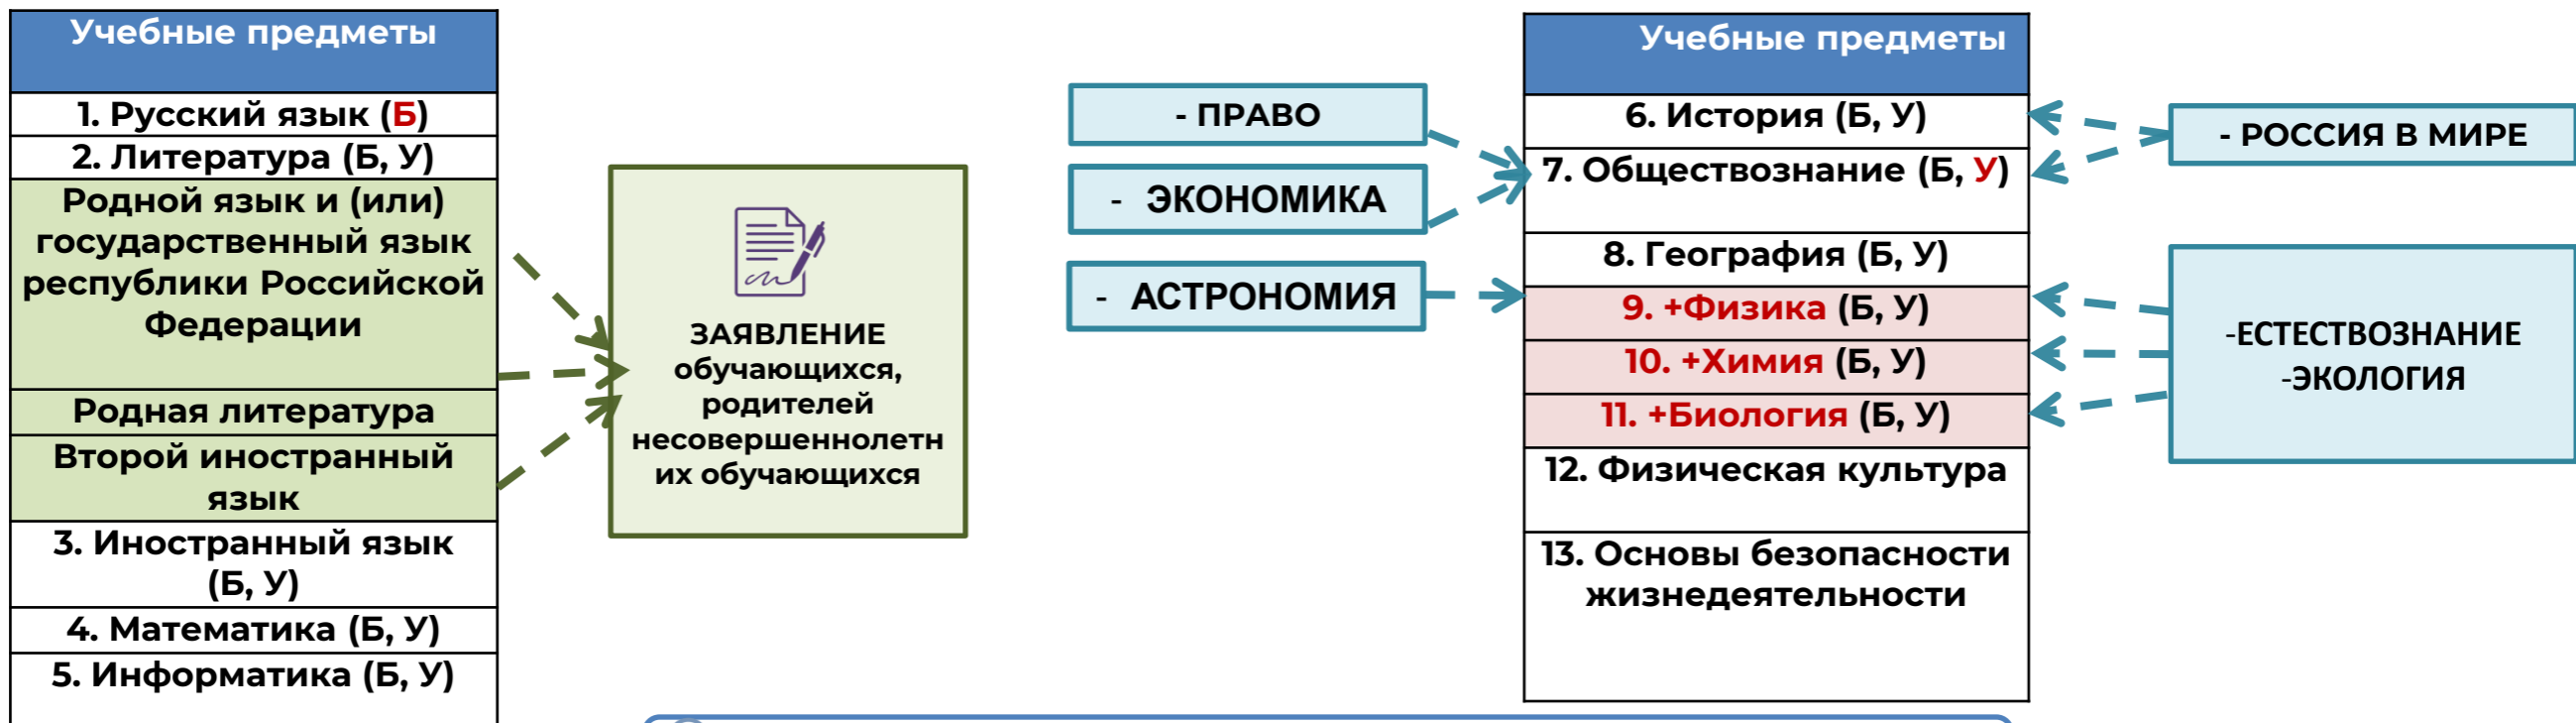 Учебные предметы
1. Русский язык (Б)
2. Литература (Б, У)
Родной язык и (или)
государственный язык
республики Российской
Федерации
Родная литература
Второй иностранный
язык
3. Иностранный язык
(Б, У)
4. Математика (Б, У)
5. Информатика (Б, У)
ЗАЯВЛЕНИЕ
обучающихся,
родителей
несовершеннолетн
их обучающихся
- ПРАВО
- ЭКОНОМИКА
- АСТРОНОМИЯ
Учебные предметы
6. История (Б, У)
7. Обществознание (Б, У)
8. География (Б, У)
9. +Физика (Б, У)
10. +Химия (Б, У)
11. +Биология (Б, У)
12. Физическая культура
13. Основы безопасности
жизнедеятельности
- РОССИЯ В МИРЕ
-ЕСТЕСТВОЗНАНИЕ
-ЭКОЛОГИЯ